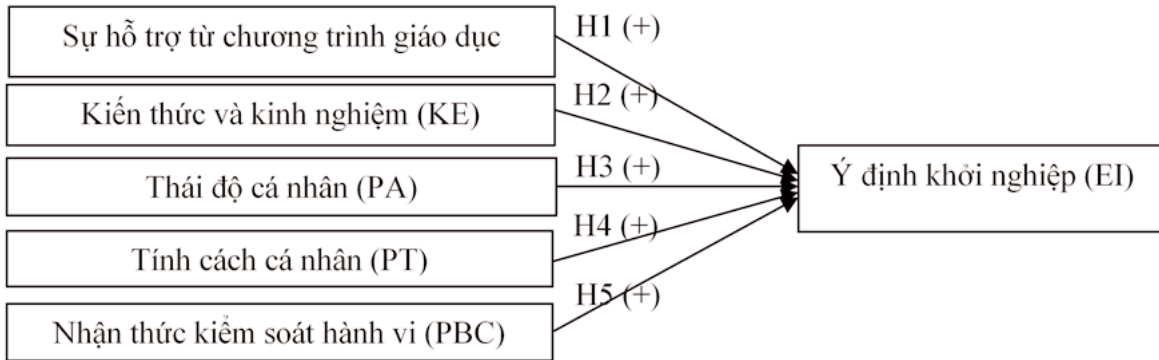 Sự hỗ trợ từ chương trình giáo dục
H1 (+)
Kiến thức và kinh nghiệm (KE)
H2 (+)
Thái độ cá nhân (PA)
H3 (+)
Ý định khởi nghiệp (EI)
Tính cách cá nhân (PT)
H4 (+)
Nhận thức kiểm soát hành vi (PBC)
H5 (+)